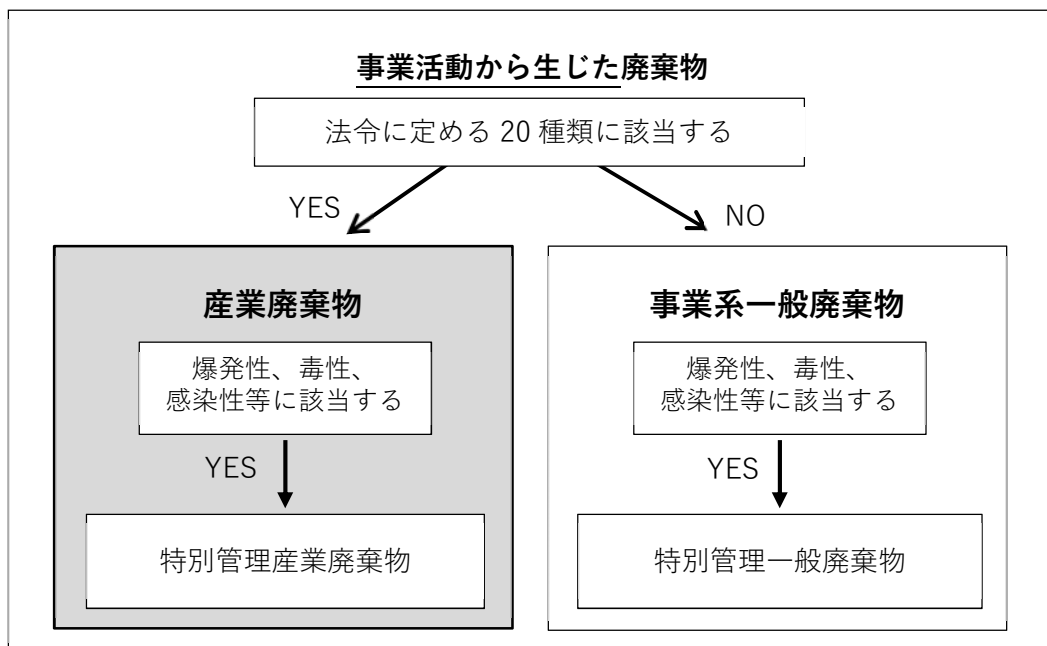 事業活動から生じた廃棄物
法令に定める 20 種類に該当する
YES
NO
産業廃棄物
爆発性、毒性、
感染性等に該当する
YES
特別管理産業廃棄物
事業系一般廃棄物
爆発性、毒性、
感染性等に該当する
YES
特別管理一般廃棄物